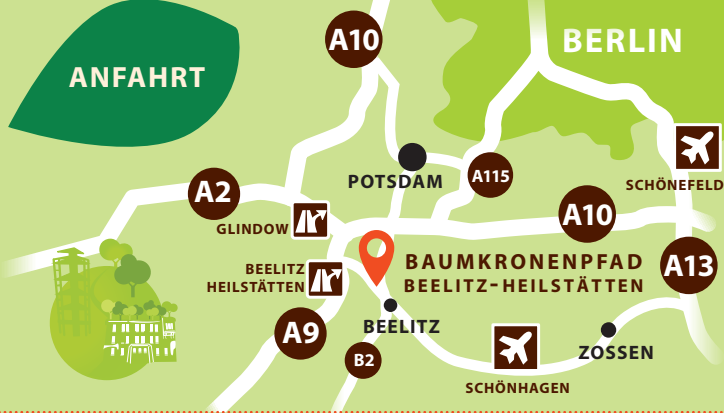 A10
BERLIN
ANFAHRT
POTSDAM
A115
SCHÖNEFELD
A2
GLINDOW
A10
BEELITZ
HEILSTÄTTEN
BAUMKRONENPFAD
BEELITZ-HEILSTÄTTEN
A13
A9
BEELITZ
B2
ZOSSEN
SCHÖNHAGEN